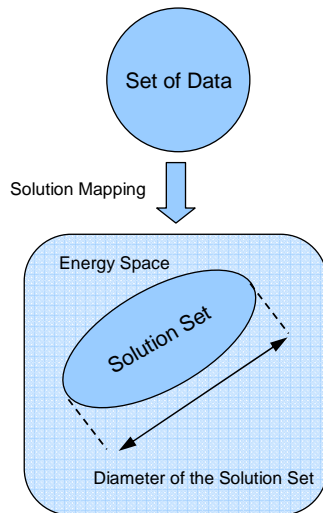 Set of Data
Solution Mapping
Energy Space
Solution Set
Diameter of the Solution Set